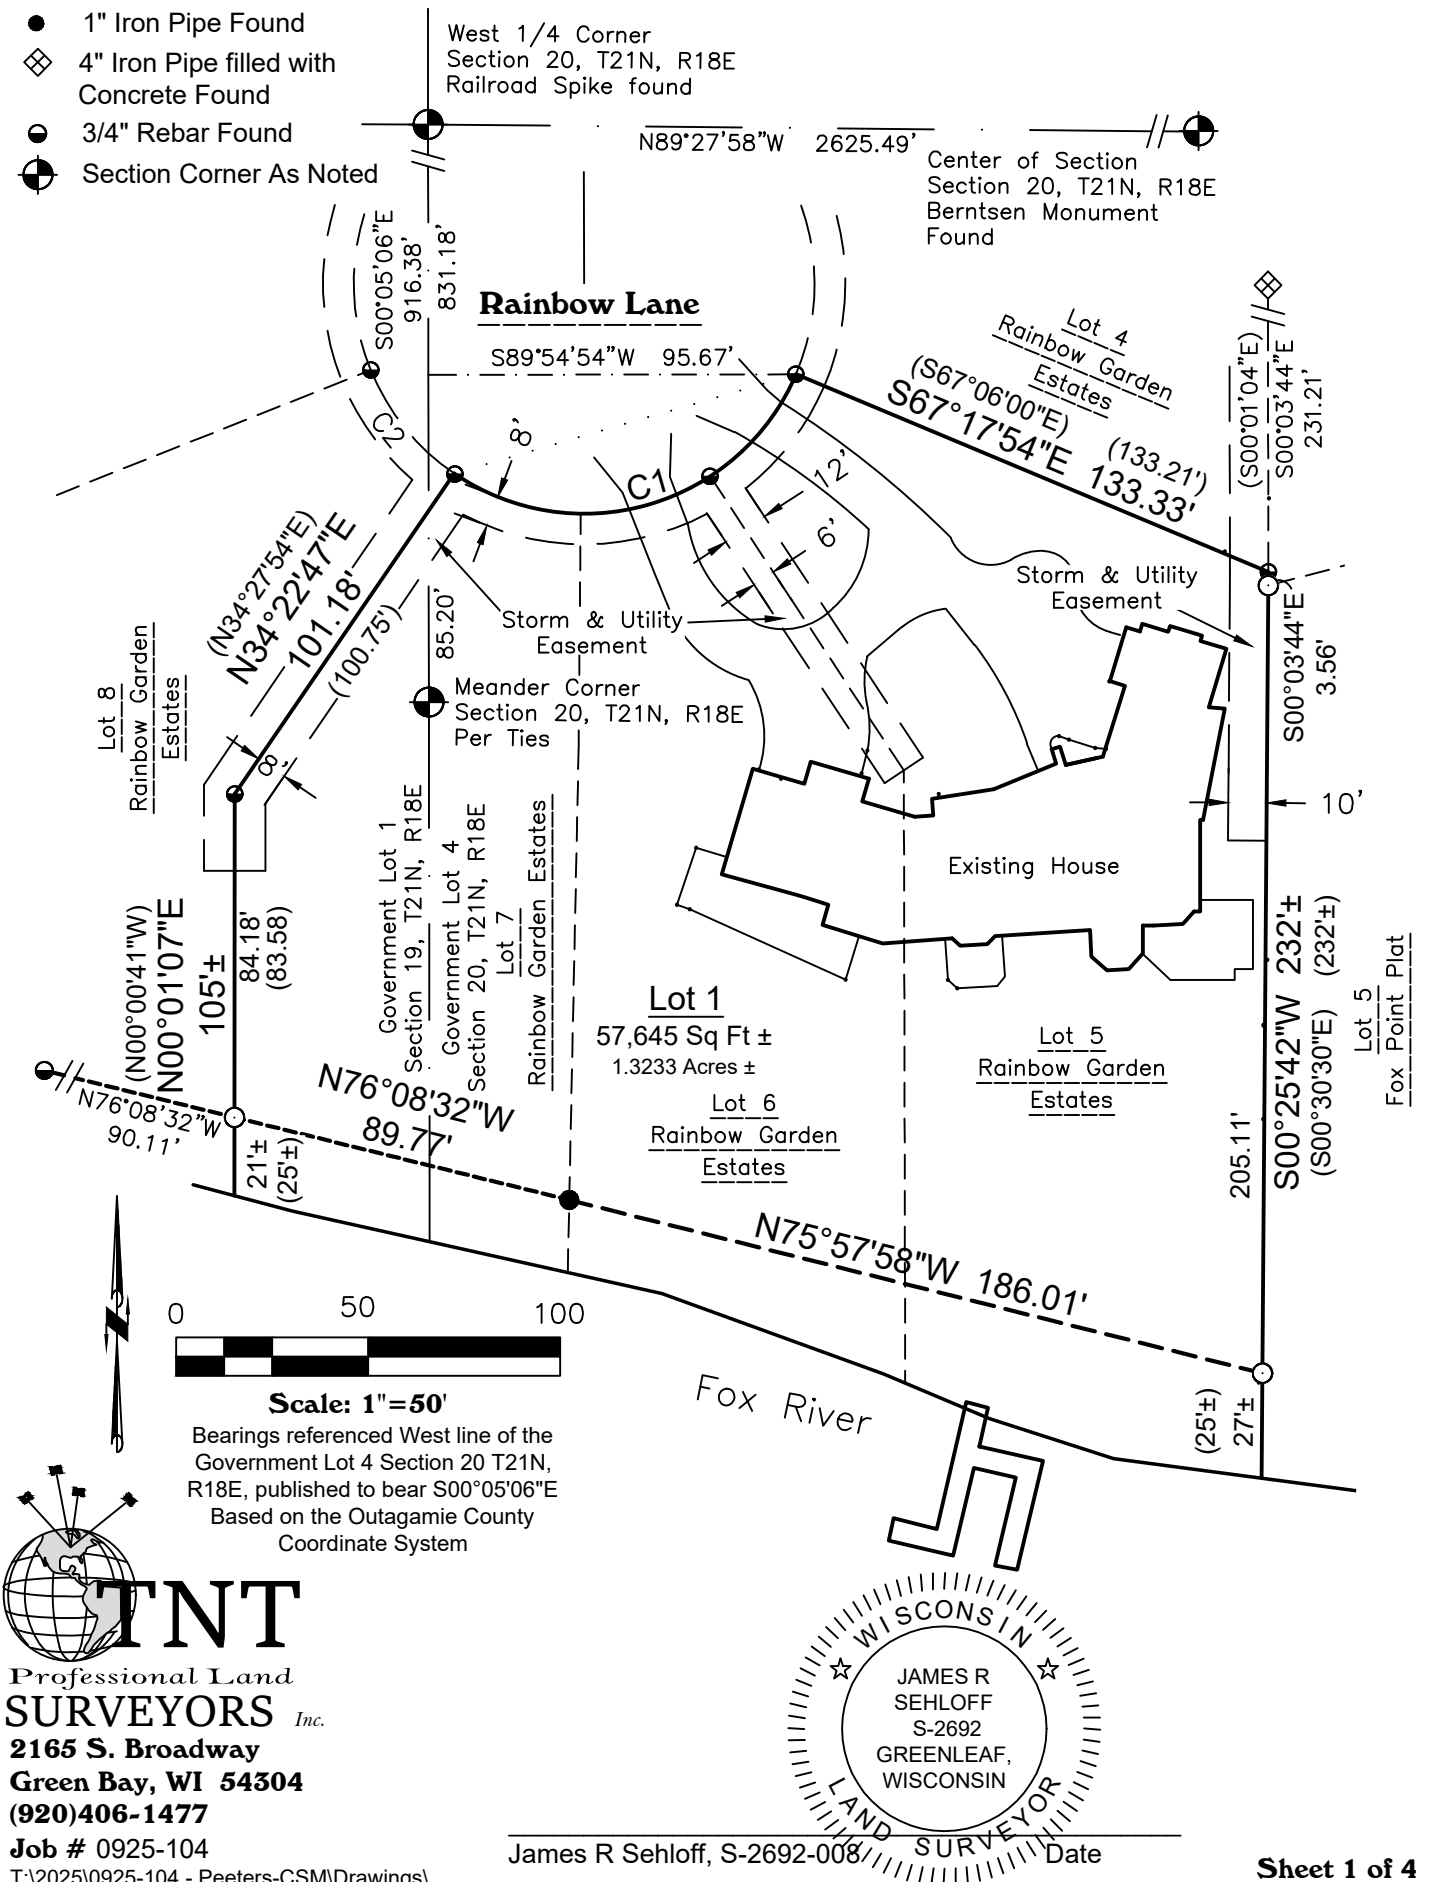 1" Iron Pipe Found
4" Iron Pipe filled with
Concrete Found
3/4" Rebar Found
Section Corner As Noted
West 1/4 Corner
Section 20, T21N, R18E
Railroad Spike found
N89°27'58"W 2625.49'
Center of Section
Section 20, T21N, R18E
Berntsen Monument
Found
S00°05'06"E
916.38'
831.18'
Rainbow Lane
S89°54'54"W 95.67'
Lot 4
Rainbow Garden
Estates
(S67°06'00"E)
S67°17'54"E 133.33'
(133.21')
(S00°01'04"E)
S00°03'44"E
231.21'
C2
8'
C1
12'
6'
(N34°27'54"E)
N34°22'47"E
101.18'
(100.75')
85.20'
Storm & Utility
Easement
Storm & Utility
Easement
S00°03'44"E
3.56'
Lot 8
Rainbow Garden
Estates
Meander Corner
Section 20, T21N, R18E
Per Ties
8'
10'
Government Lot 1
Section 19, T21N, R18E
Government Lot 4
Section 20, T21N, R18E
Lot 7
Rainbow Garden Estates
Existing House
(N00°00'41"W)
N00°01'07"E
105'±
84.18'
(83.58)
Lot 1
57,645 Sq Ft ±
1.3233 Acres ±
Lot 5
Rainbow Garden
Estates
Lot 6
Rainbow Garden
Estates
205.11'
S00°25'42"W 232'±
(S00°30'30"E) (232'±)
Lot 5
Fox Point Plat
N76°08'32"W
90.11'
N76°08'32"W
89.77'
21'±
(25'±)
N75°57'58"W 186.01'
(25'±)
27'±
Fox River
0 50 100
Scale: 1"=50'
Bearings referenced West line of the
Government Lot 4 Section 20 T21N,
R18E, published to bear S00°05'06"E
Based on the Outagamie County
Coordinate System
TNT
Professional Land
SURVEYORS Inc.
2165 S. Broadway
Green Bay, WI 54304
(920)406-1477
Job # 0925-104
T:\2025\0925-104 - Peeters-CSM\Drawings\
WISCONSIN
JAMES R
SEHLOFF
S-2692
GREENLEAF,
WISCONSIN
LAND SURVEYOR
James R Sehloff, S-2692-008 Date
Sheet 1 of 4